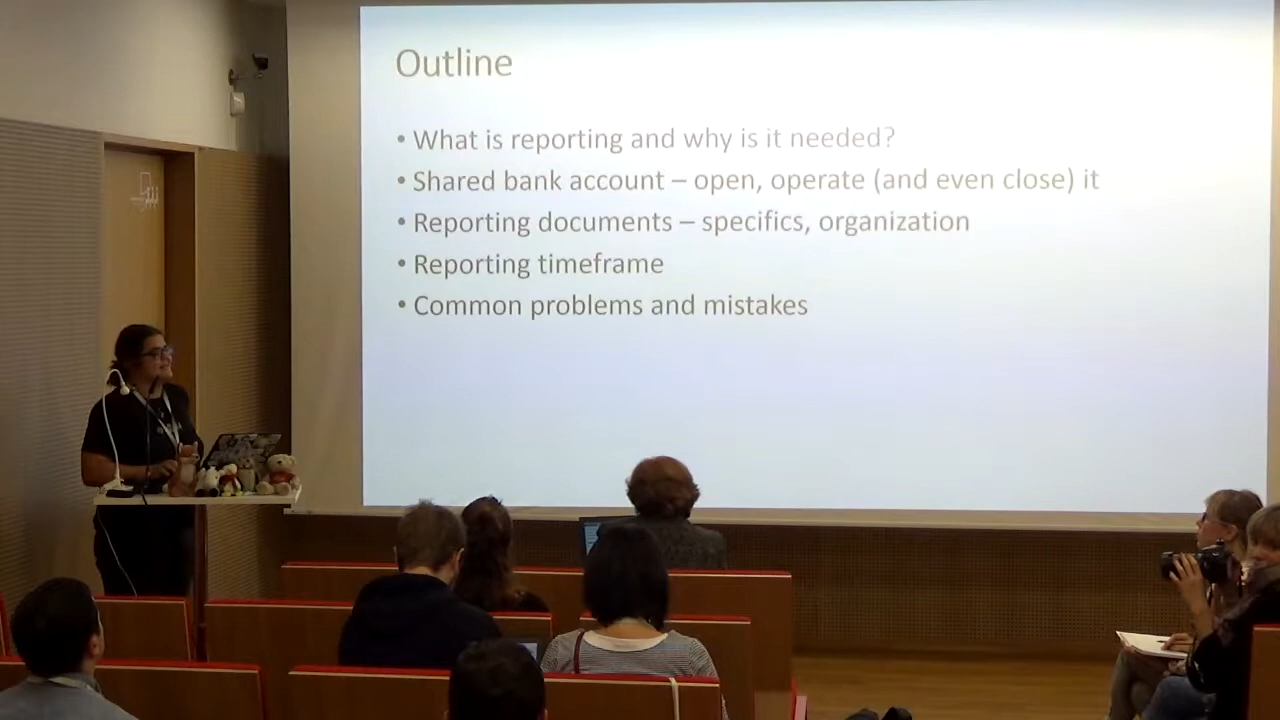 Outline
• What is reporting and why is it needed?
• Shared bank account – open, operate (and even close) it
• Reporting documents – specifics, organization
• Reporting timeframe
• Common problems and mistakes